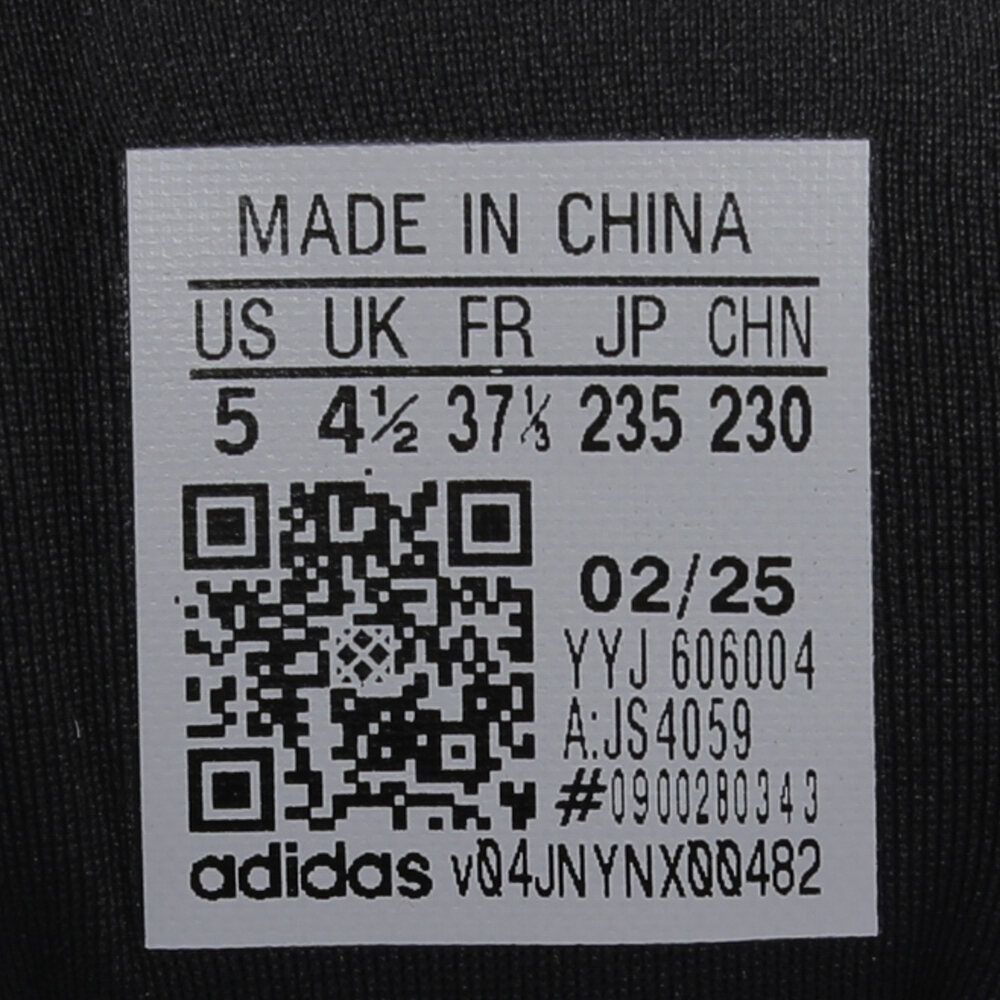 MADE IN CHINA
US UK FR JP CHN
5 4½ 37⅓ 235 230
02/25
YYJ 606004
A:JS4059
#0900280343
adidas v04JNYNX00482